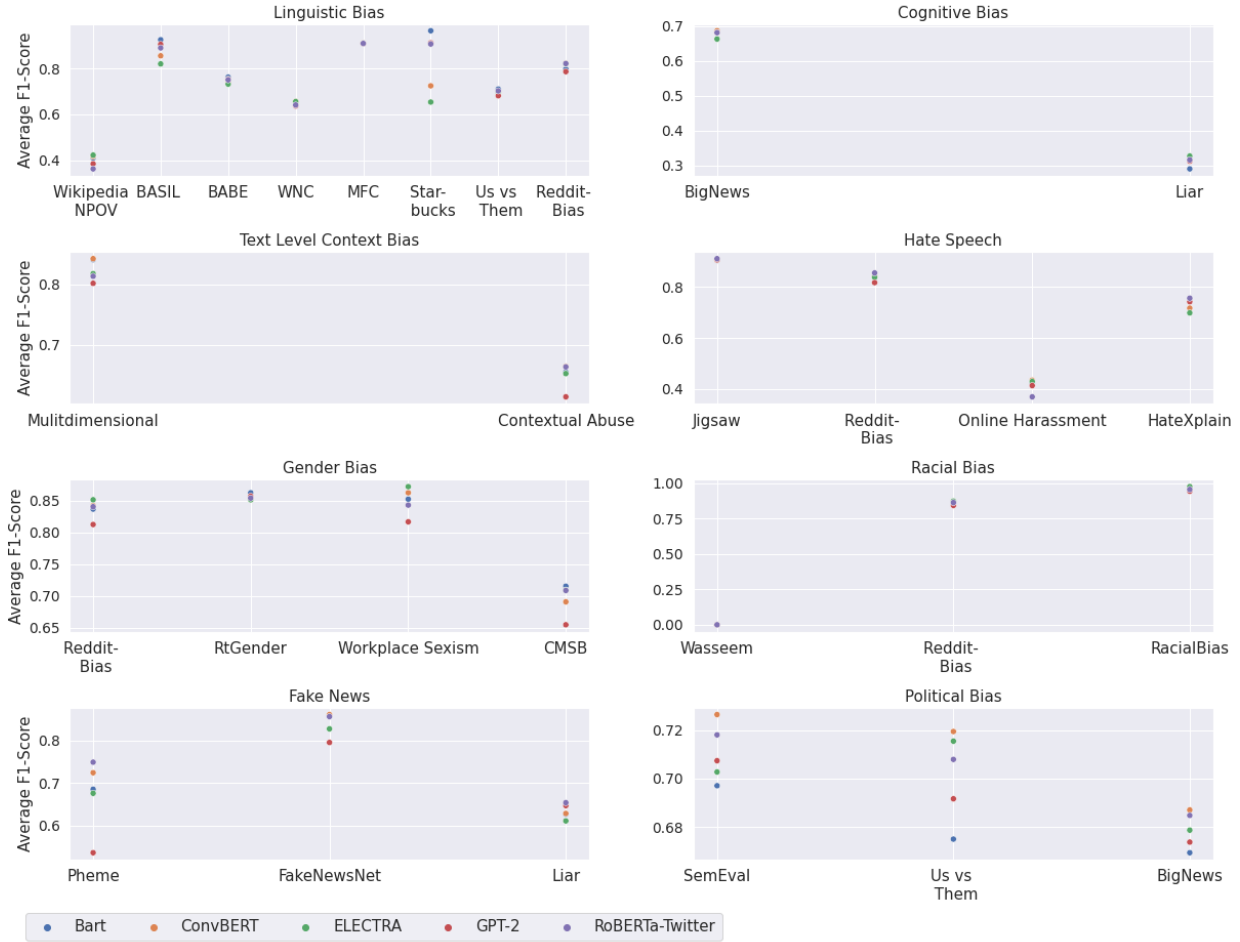 Linguistic Bias
Average F1-Score
0.8
0.6
0.4
Wikipedia NPOV
BASIL
BABE
WNC
MFC
Star-
bucks
Us vs
Them
Reddit-
Bias
Cognitive Bias
0.7
0.6
0.5
0.4
0.3
BigNews
Liar
Text Level Context Bias
Average F1-Score
0.8
0.7
Mulitdimensional
Contextual Abuse
Hate Speech
0.8
0.6
0.4
Jigsaw
Reddit-
Bias
Online Harassment
HateXplain
Gender Bias
Average F1-Score
0.85
0.80
0.75
0.70
0.65
Reddit-
Bias
RtGender
Workplace Sexism
CMSB
Racial Bias
1.00
0.75
0.50
0.25
0.00
Wasseem
Reddit-
Bias
RacialBias
Fake News
Average F1-Score
0.8
0.7
0.6
Pheme
FakeNewsNet
Liar
Political Bias
0.72
0.70
0.68
SemEval
Us vs
Them
BigNews
Bart ConvBERT ELECTRA GPT-2 RoBERTa-Twitter